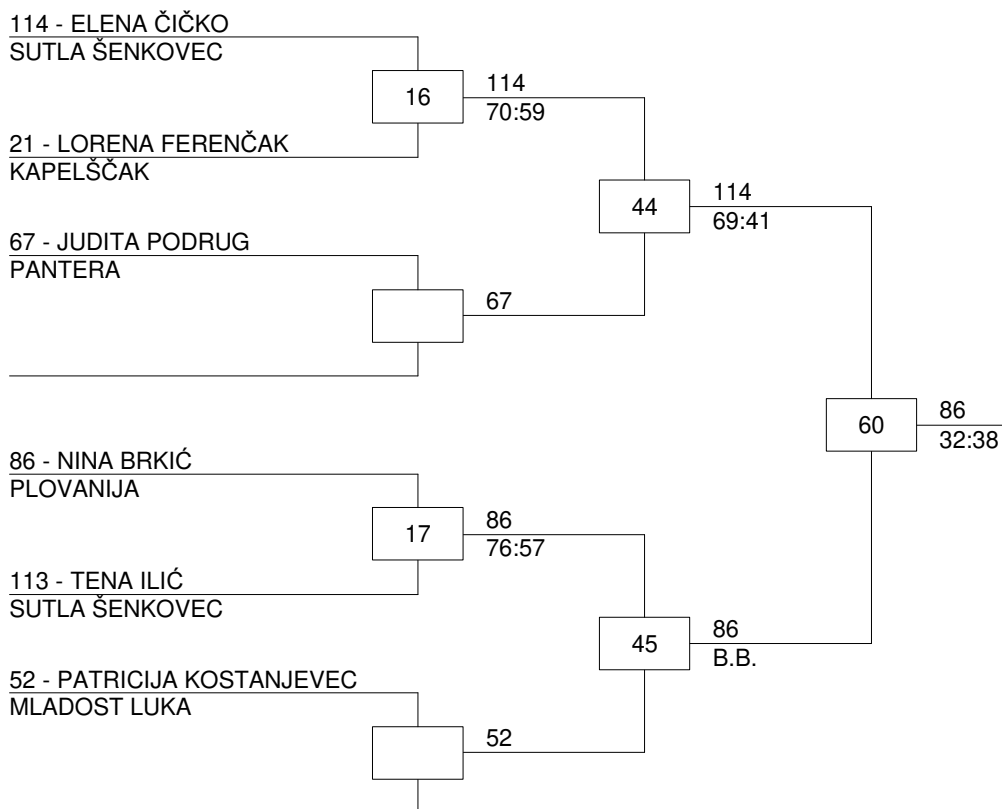 114 - ELENA ČIČKO
SUTLA ŠENKOVEC
16
114
70:59
21 - LORENA FERENČAK
KAPELŠČAK
44
114
69:41
67 - JUDITA PODRUG
PANTERA
67
60
86
32:38
86 - NINA BRKIĆ
PLOVANIJA
17
86
76:57
113 - TENA ILIĆ
SUTLA ŠENKOVEC
45
86
B.B.
52 - PATRICIJA KOSTANJEVEC
MLADOST LUKA
52